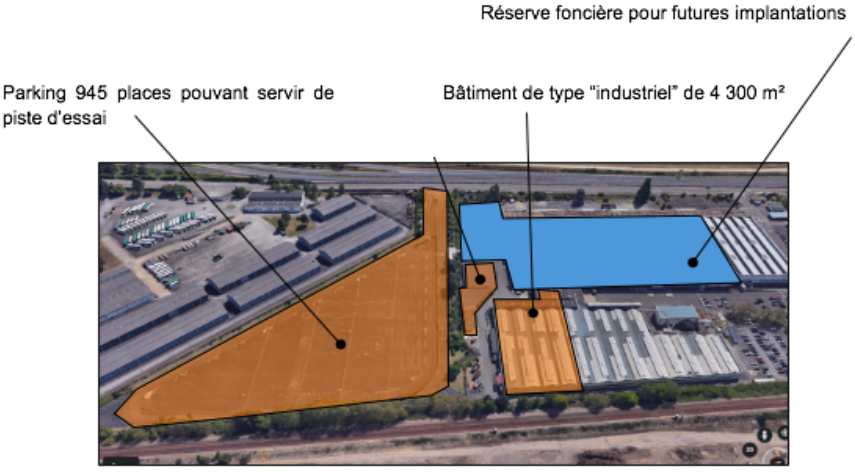 Réserve foncière pour futures implantations
Parking 945 places pouvant servir de
piste d'essai
Bâtiment de type “industriel” de 4 300 m²